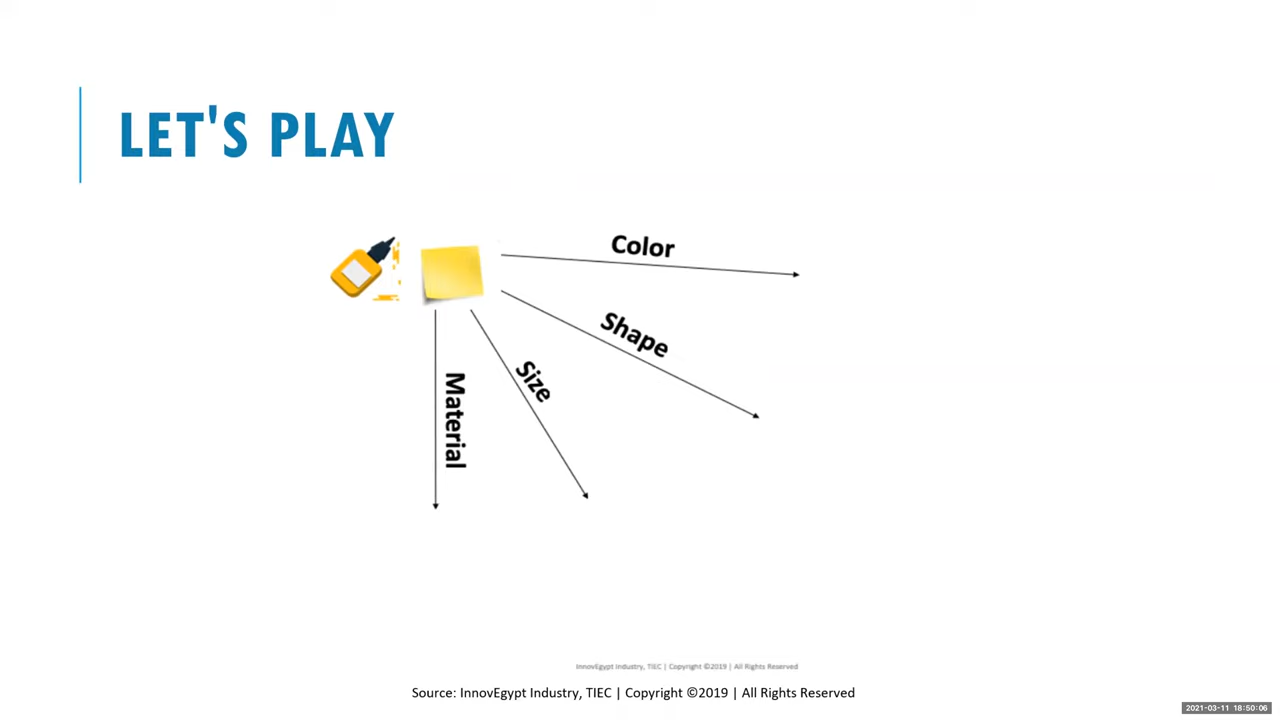 LET'S PLAY
Color
Shape
Size
Material
InnovEgypt Industry, TIEC | Copyright ©2019 | All Rights Reserved
Source: InnovEgypt Industry, TIEC | Copyright ©2019 | All Rights Reserved
2021-03-11 18:50:06